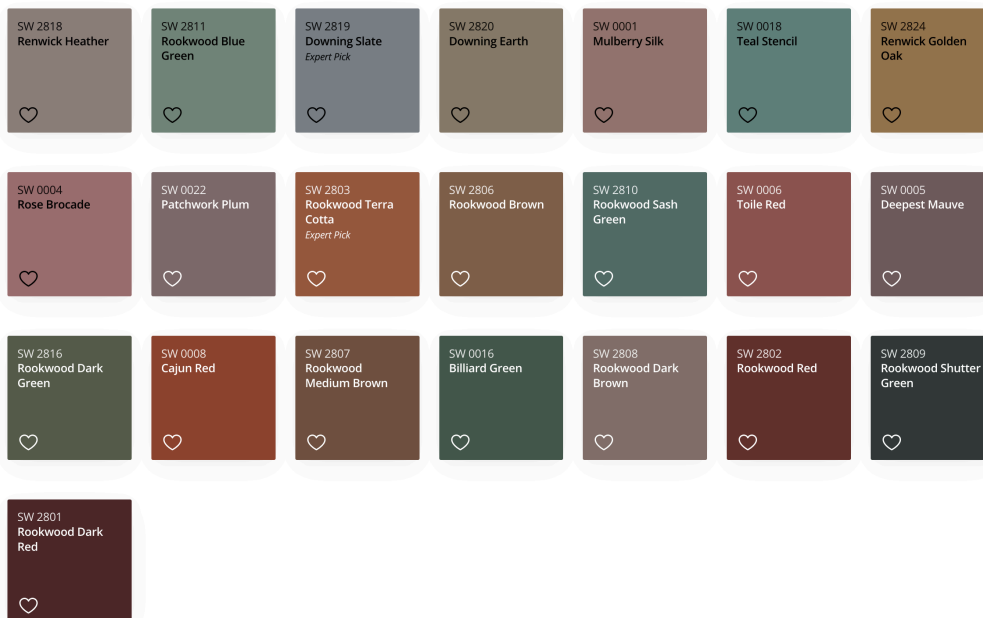 SW 2818
Renwick Heather
SW 2811
Rookwood Blue
Green
SW 2819
Downing Slate
Expert Pick
SW 2820
Downing Earth
SW 0001
Mulberry Silk
SW 0018
Teal Stencil
SW 2824
Renwick Golden
Oak
SW 0004
Rose Brocade
SW 0022
Patchwork Plum
SW 2803
Rookwood Terra
Cotta
Expert Pick
SW 2806
Rookwood Brown
SW 2810
Rookwood Sash
Green
SW 0006
Toile Red
SW 0005
Deepest Mauve
SW 2816
Rookwood Dark
Green
SW 0008
Cajun Red
SW 2807
Rookwood
Medium Brown
SW 0016
Billiard Green
SW 2808
Rookwood Dark
Brown
SW 2802
Rookwood Red
SW 2809
Rookwood Shutter
Green
SW 2801
Rookwood Dark
Red